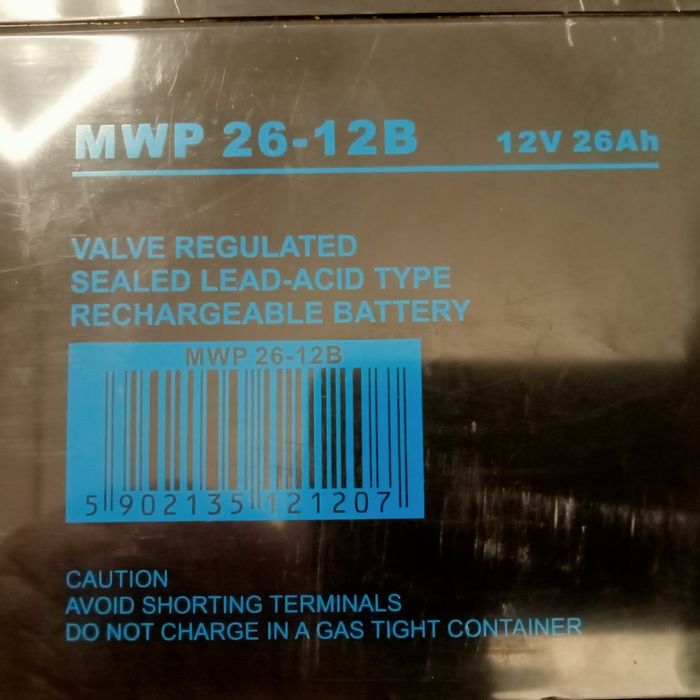 MWP 26-12B 12V 26Ah
VALVE REGULATED
SEALED LEAD-ACID TYPE
RECHARGEABLE BATTERY
MWP 26-12B
5 902135 121207
CAUTION
AVOID SHORTING TERMINALS
DO NOT CHARGE IN A GAS TIGHT CONTAINER